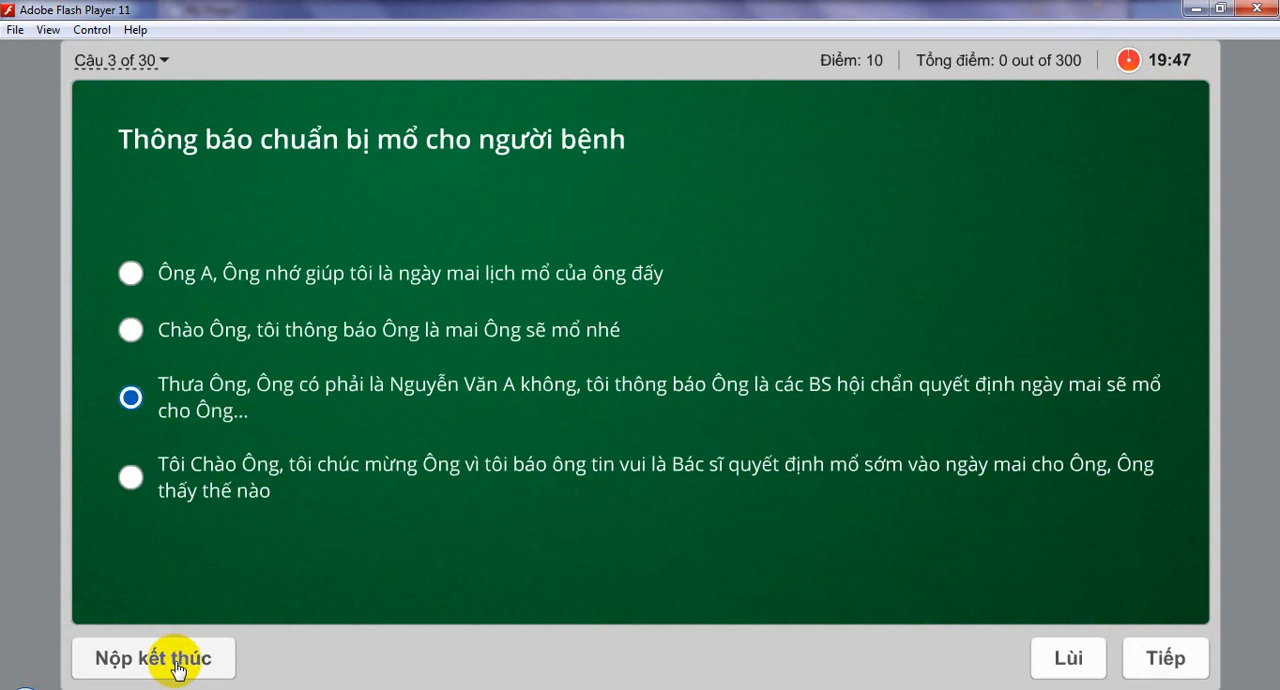 Adobe Flash Player 11
File View Control Help
Câu 3 of 30
Điểm: 10
Tổng điểm: 0 out of 300
19:47
Thông báo chuẩn bị mổ cho người bệnh
Ông A, Ông nhớ giúp tôi là ngày mai lịch mổ của ông đấy
Chào Ông, tôi thông báo Ông là mai Ông sẽ mổ nhé
Thưa Ông, Ông có phải là Nguyễn Văn A không, tôi thông báo Ông là các BS hội chẩn quyết định ngày mai sẽ mổ
cho Ông...
Tôi Chào Ông, tôi chúc mừng Ông vì tôi báo ông tin vui là Bác sĩ quyết định mổ sớm vào ngày mai cho Ông, Ông
thấy thế nào
Nộp kết thúc
Lùi
Tiếp